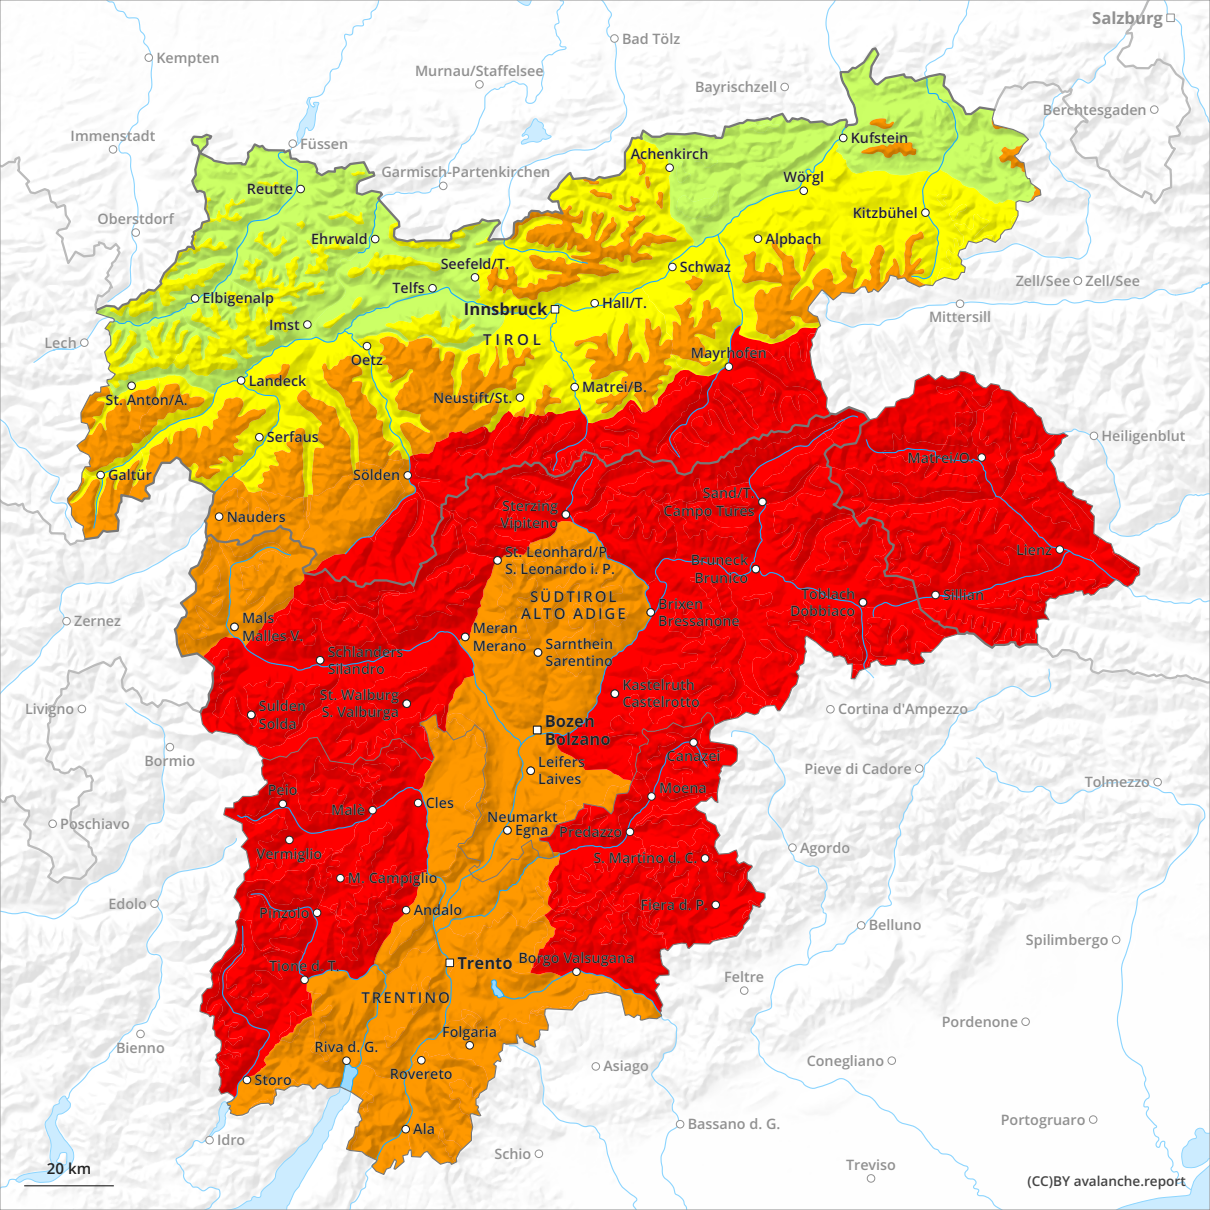 Salzburg
Bad Tölz
Kempten
Murnau/Staffelsee
Bayrischzell
Berchtesgaden
Immenstadt
Füssen
Kufstein
Achenkirch
Garmisch-Partenkirchen
Wörgl
Reutte
Oberstdorf
Kitzbühel
Ehrwald
Alpbach
Seefeld/T.
Schwaz
Zell/See
Zell/See
Telfs
Elbigenalp
Hall/T.
Innsbruck
Mittersill
Imst
TIROL
Lech
Mayrhofen
Oetz
Landeck
Matrei/B.
St. Anton/A.
Neustift/St.
Serfaus
Heiligenblut
Matrei/O.
Galtür
Sölden
Sand/T.
Campo Tures
Sterzing
Vipiteno
Nauders
St. Leonhard/P.
S. Leonardo i. P.
Lienz
Bruneck
Brunico
SÜDTIROL
ALTO ADIGE
Toblach
Dobbiaco
Sillian
Brixen
Bressanone
Zernez
Mals
Malles V.
Meran
Merano
Sarnthein
Sarentino
Schlanders
Silandro
Kastelruth
Castelrotto
St. Walburg
S. Valburga
Sulden
Solda
Livigno
Cortina d'Ampezzo
Bozen
Bolzano
Bormio
Canazei
Leifers
Laives
Pieve di Cadore
Tolmezzo
Peio
Moena
Malè
Cles
Neumarkt
Egna
Poschiavo
Predazzo
Vermiglio
Agordo
S. Martino d. C.
M. Campiglio
Edolo
Fiera d. P.
Pinzolo
Andalo
Belluno
Spilimbergo
Borgo Valsugana
Trento
Tione d. T.
Feltre
TRENTINO
Pordenone
Folgaria
Bienno
Riva d. G.
Conegliano
Asiago
Rovereto
Storo
Portogruaro
Bassano d. G.
Ala
Idro
Schio
Treviso
20 km
(CC)BY avalanche.report